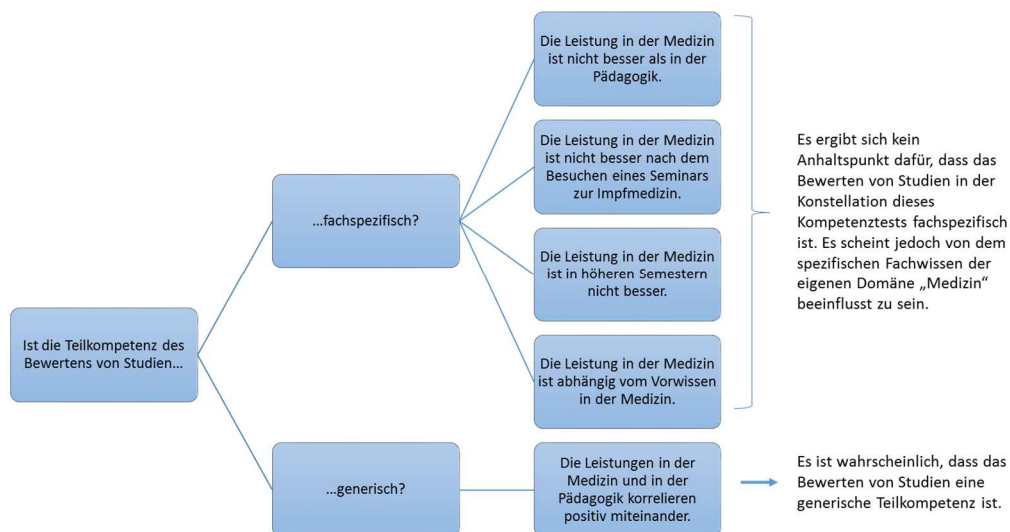 Ist die Teilkompetenz des
Bewertens von Studien...
...fachspezifisch?
Die Leistung in der Medizin
ist nicht besser als in der
Pädagogik.
Die Leistung in der Medizin
ist nicht besser nach dem
Besuchen eines Seminars
zur Impfmedizin.
Die Leistung in der Medizin
ist in höheren Semestern
nicht besser.
Die Leistung in der Medizin
ist abhängig vom Vorwissen
in der Medizin.
Es ergibt sich kein
Anhaltspunkt dafür, dass das
Bewerten von Studien in der
Konstellation dieses
Kompetenztests fachspezifisch
ist. Es scheint jedoch von dem
spezifischen Fachwissen der
eigenen Domäne „Medizin“
beeinflusst zu sein.
...generisch?
Die Leistungen in der
Medizin und in der
Pädagogik korrelieren
positiv miteinander.
Es ist wahrscheinlich, dass das
Bewerten von Studien eine
generische Teilkompetenz ist.